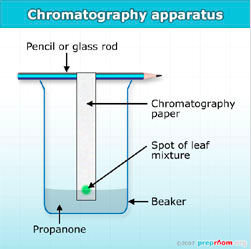 Chromatography apparatus
Pencil or glass rod
Chromatography
paper
Spot of leaf
mixture
Beaker
Propanone